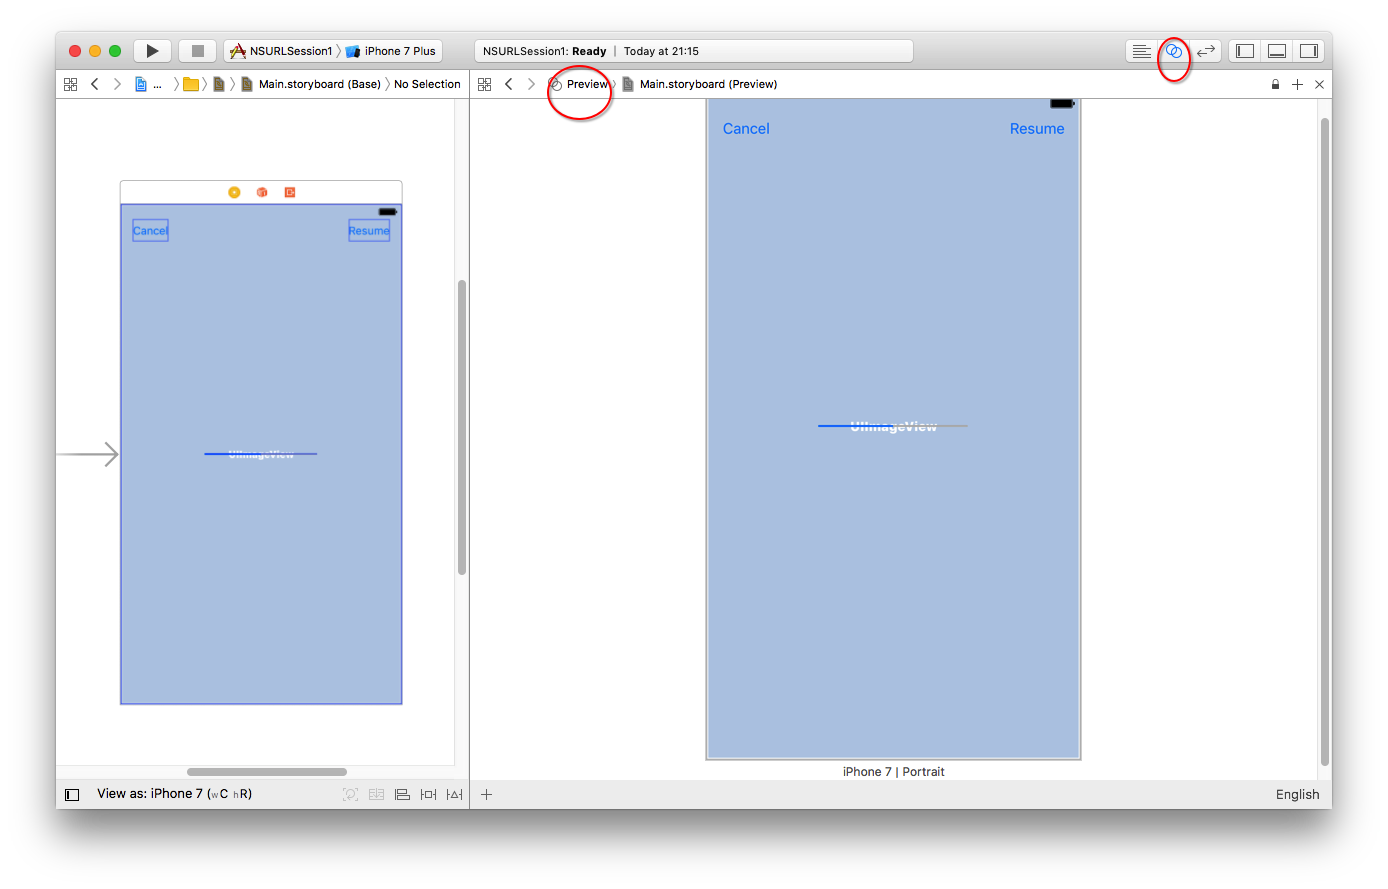 NSURLSession1 iPhone 7 Plus NSURLSession1: Ready | Today at 21:15
... Main.storyboard (Base) No Selection Preview Main.storyboard (Preview)
Cancel Resume
Cancel Resume
UIImageView
UIImageView
iPhone 7 | Portrait
View as: iPhone 7 (wC hR) English